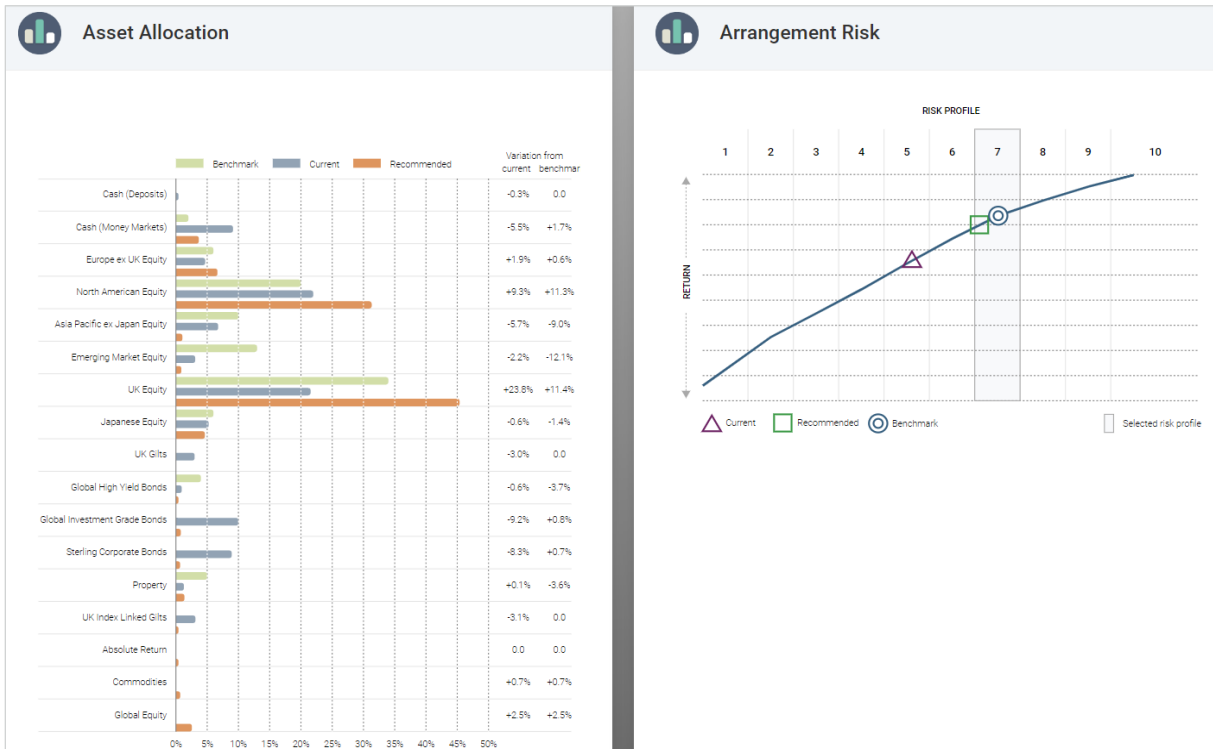 Asset Allocation
Benchmark Current Recommended
Variation from
current benchmar
Cash (Deposits) -0.3% 0.0
Cash (Money Markets) -5.5% +1.7%
Europe ex UK Equity +1.9% +0.6%
North American Equity +9.3% +11.3%
Asia Pacific ex Japan Equity -5.7% -9.0%
Emerging Market Equity -2.2% -12.1%
UK Equity +23.8% +11.4%
Japanese Equity -0.6% -1.4%
UK Gilts -3.0% 0.0
Global High Yield Bonds -0.6% -3.7%
Global Investment Grade Bonds -9.2% +0.8%
Sterling Corporate Bonds -8.3% +0.7%
Property +0.1% -3.6%
UK Index Linked Gilts -3.1% 0.0
Absolute Return 0.0 0.0
Commodities +0.7% +0.7%
Global Equity +2.5% +2.5%
0% 5% 10% 15% 20% 25% 30% 35% 40% 45% 50%
Arrangement Risk
RISK PROFILE
1 2 3 4 5 6 7 8 9 10
RETURN
Current Recommended Benchmark Selected risk profile